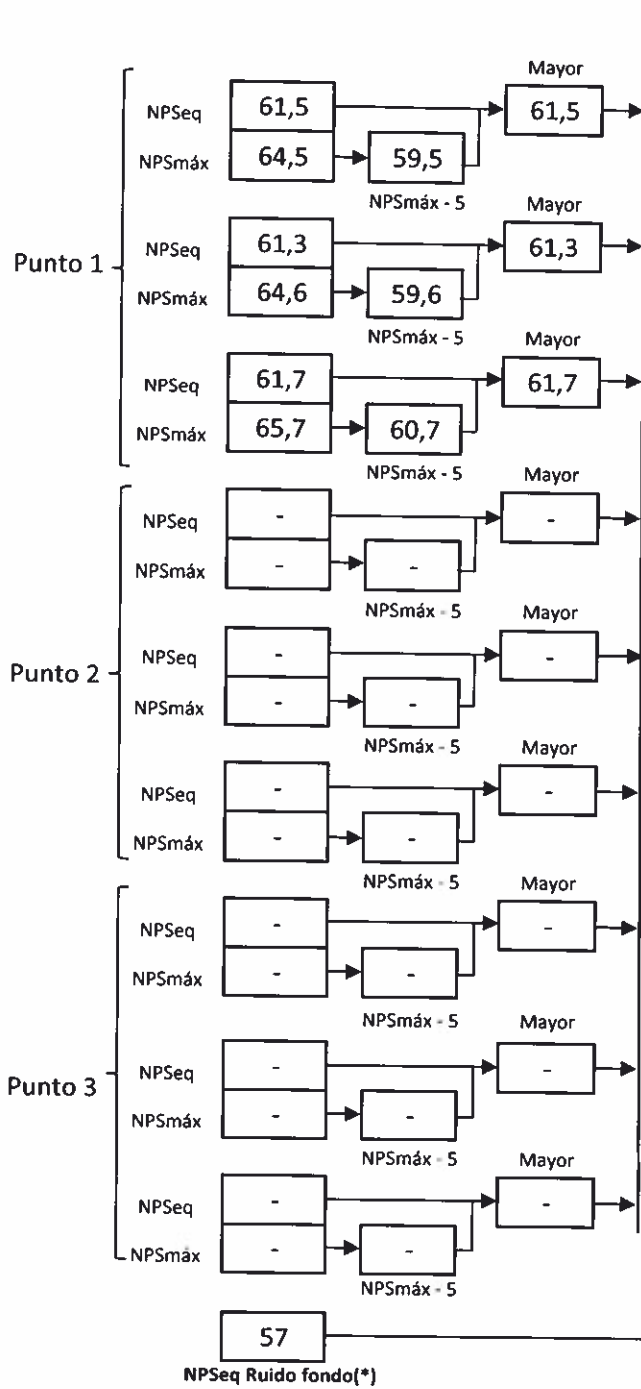 Mayor
NPSeq 61,5 61,5
NPSmáx 64,5 59,5
NPSmáx - 5
Mayor
NPSeq 61,3 61,3
Punto 1
NPSmáx 64,6 59,6
NPSmáx - 5
Mayor
NPSeq 61,7 61,7
NPSmáx 65,7 60,7
NPSmáx - 5
Mayor
NPSeq - -
NPSmáx - -
NPSmáx - 5
Mayor
NPSeq - -
Punto 2
NPSmáx - -
NPSmáx - 5
Mayor
NPSeq - -
NPSmáx - -
NPSmáx - 5
Mayor
NPSeq - -
NPSmáx - -
NPSmáx - 5
Mayor
NPSeq - -
Punto 3
NPSmáx - -
NPSmáx - 5
Mayor
NPSeq - -
NPSmáx - -
NPSmáx - 5
57
NPSeq Ruido fondo(*)